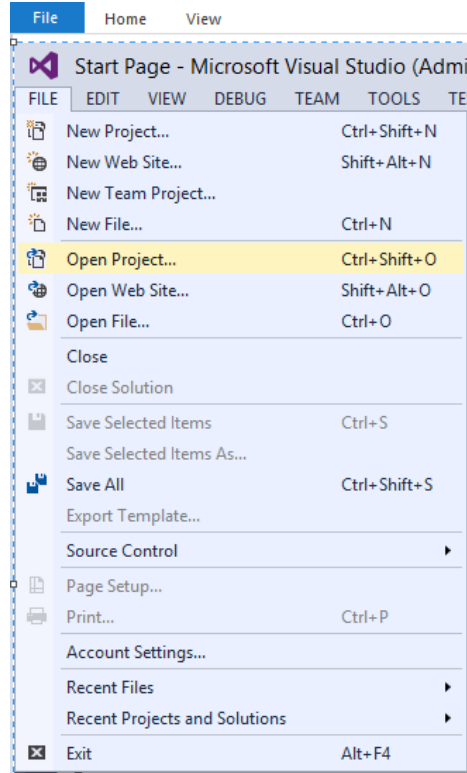 File Home View
Start Page - Microsoft Visual Studio (Admi
FILE EDIT VIEW DEBUG TEAM TOOLS TE
New Project... Ctrl+Shift+N
New Web Site... Shift+Alt+N
New Team Project...
New File... Ctrl+N
Open Project... Ctrl+Shift+O
Open Web Site... Shift+Alt+O
Open File... Ctrl+O
Close
Close Solution
Save Selected Items Ctrl+S
Save Selected Items As...
Save All Ctrl+Shift+S
Export Template...
Source Control
Page Setup...
Print... Ctrl+P
Account Settings...
Recent Files
Recent Projects and Solutions
Exit Alt+F4